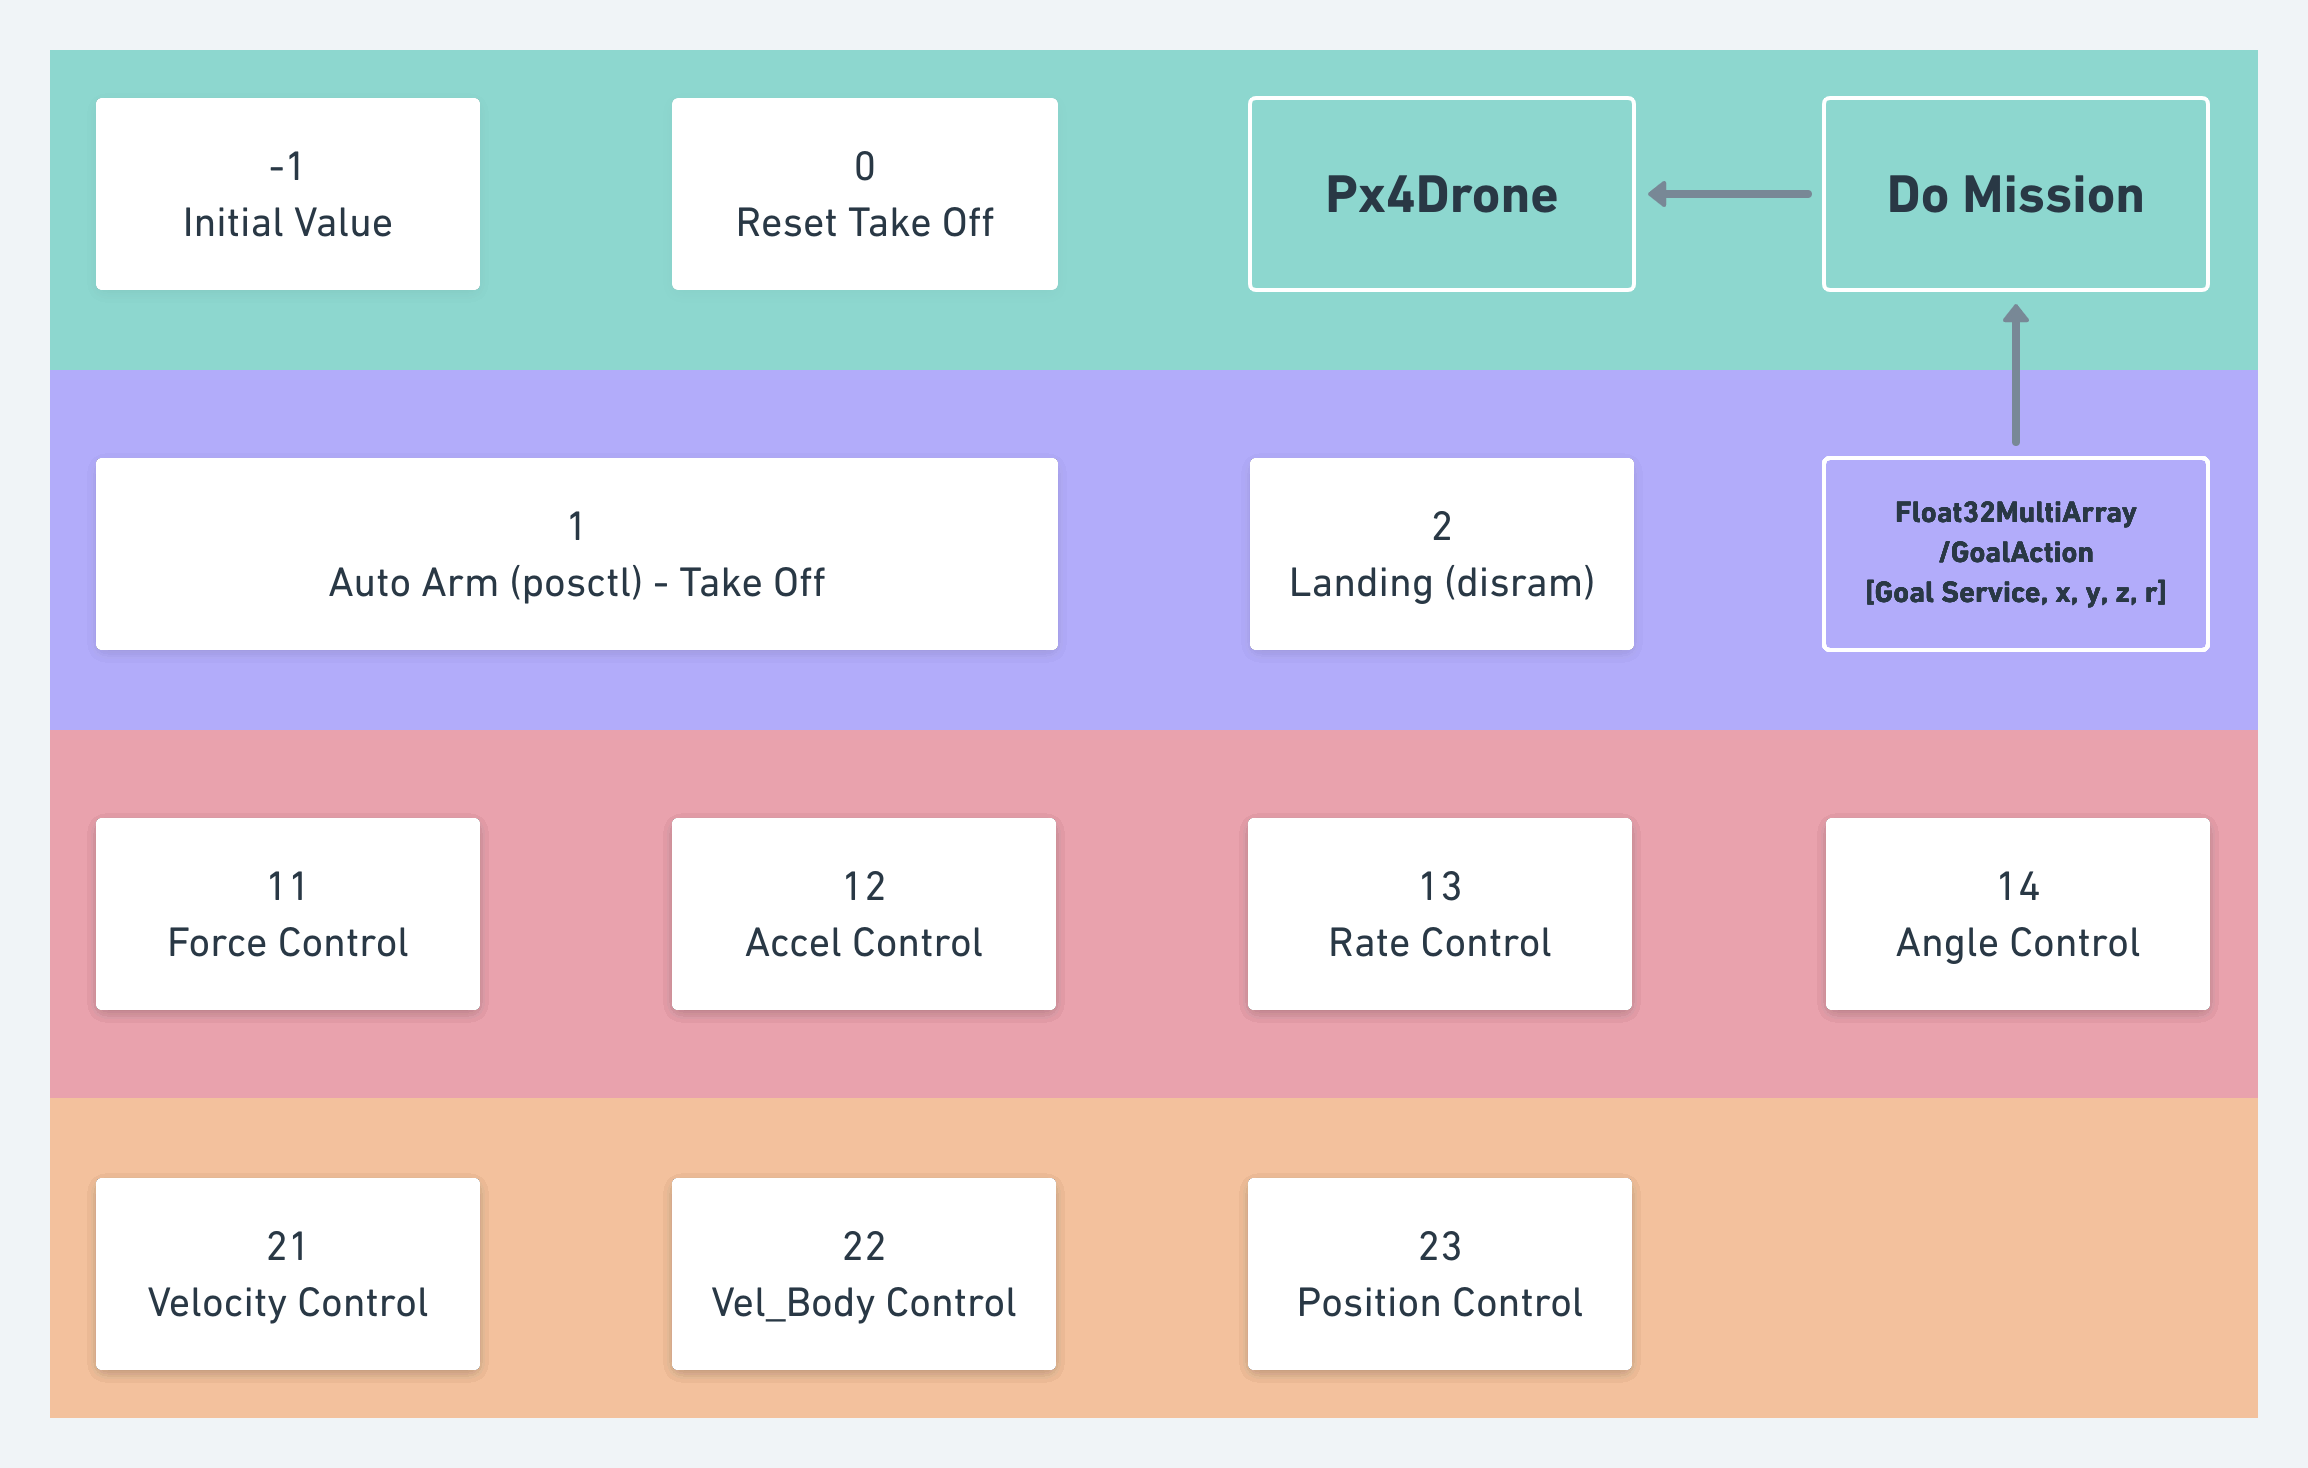 -1
Initial Value
0
Reset Take Off
Px4Drone
Do Mission
1
Auto Arm (posctl) - Take Off
2
Landing (disram)
Float32MultiArray
/GoalAction
[Goal Service, x, y, z, r]
11
Force Control
12
Accel Control
13
Rate Control
14
Angle Control
21
Velocity Control
22
Vel_Body Control
23
Position Control